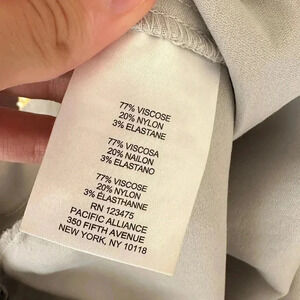 77% VISCOSE
20% NYLON
3% ELASTANE
77% VISCOSA
20% NAILON
3% ELASTANO
77% VISCOSE
20% NYLON
3% ÉLASTHANNE
RN 123475
PACIFIC ALLIANCE
350 FIFTH AVENUE
NEW YORK, NY 10118